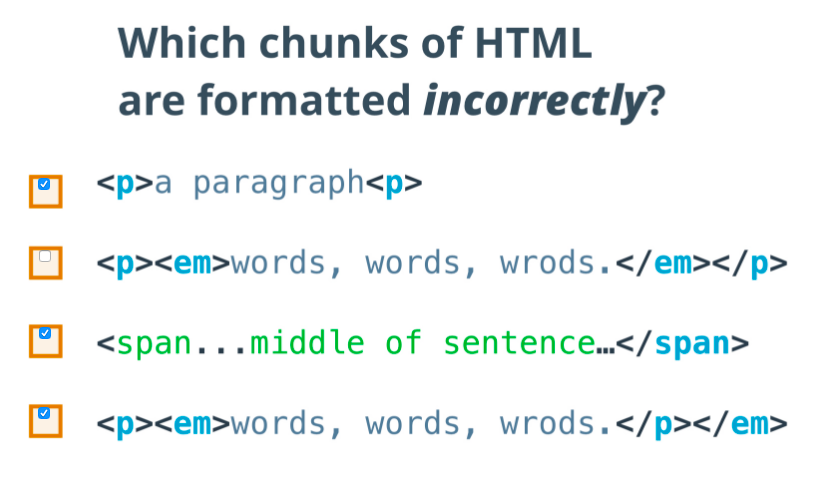 Which chunks of HTML
are formatted incorrectly?
<p>a paragraph<p>
<p><em>words, words, wrods.</em></p>
<span...middle of sentence…</span>
<p><em>words, words, wrods.</p></em>